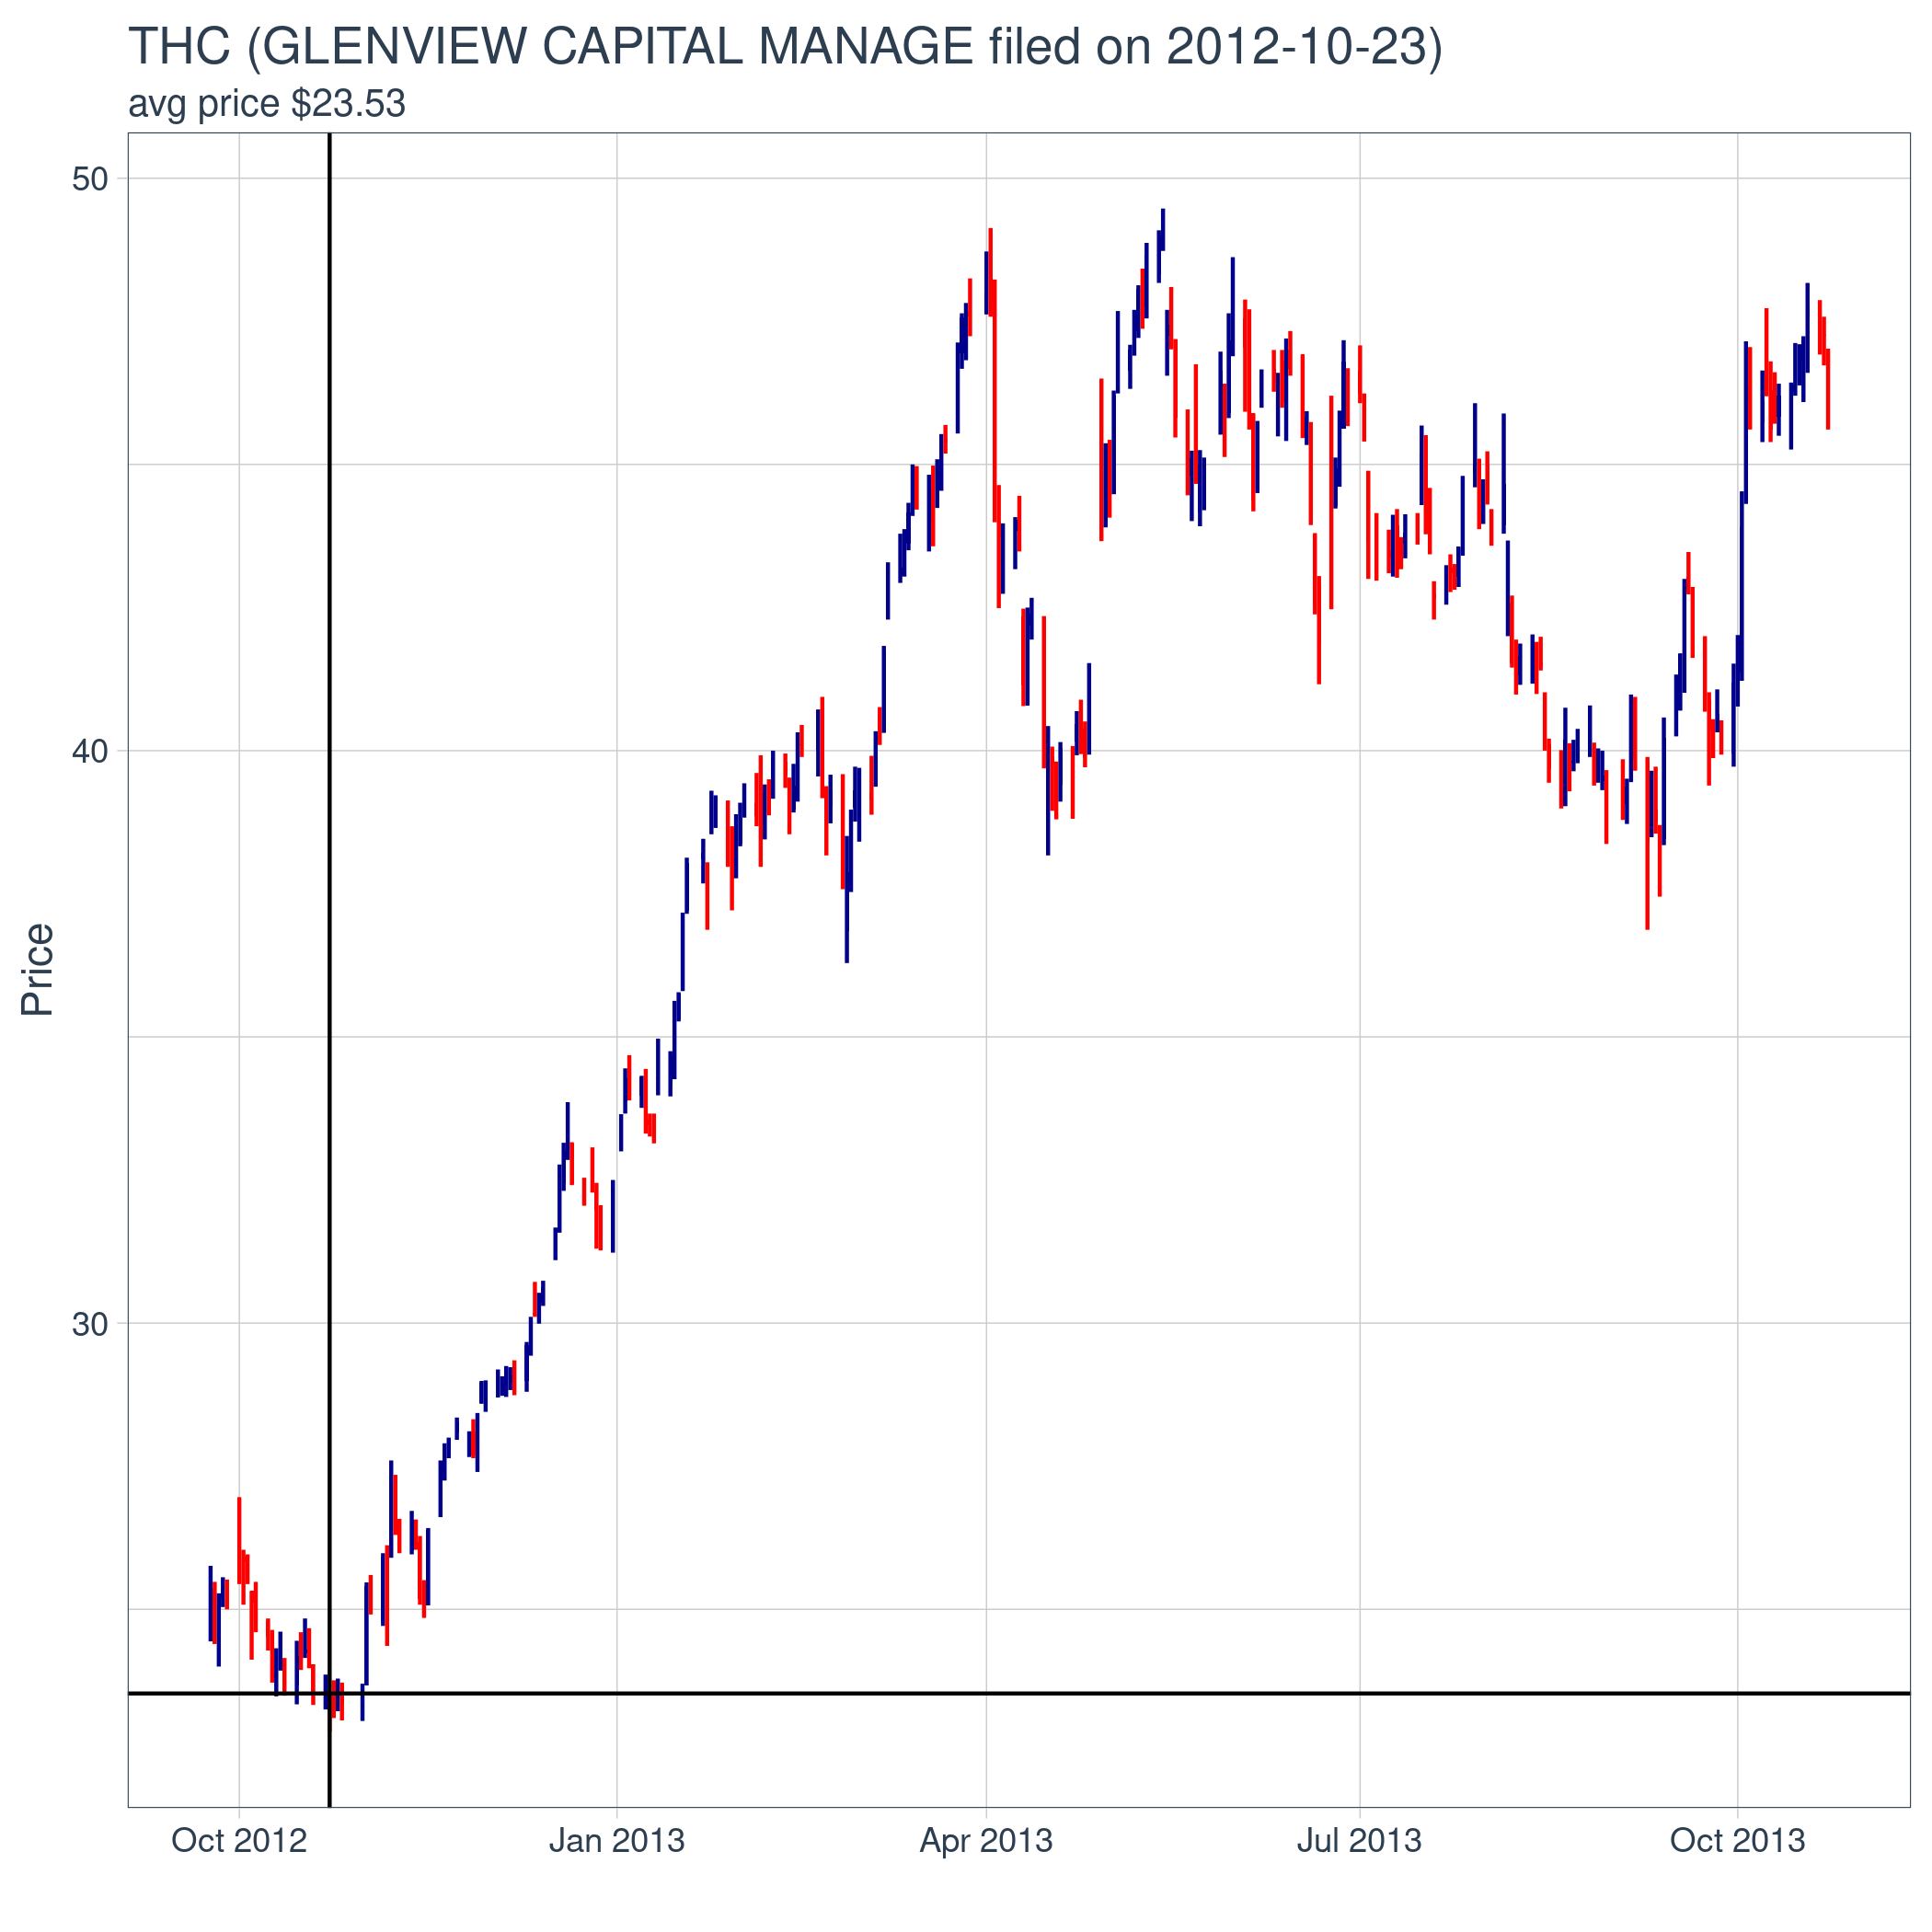 THC (GLENVIEW CAPITAL MANAGE filed on 2012-10-23)
avg price $23.53
50
40
30
Price
Oct 2012
Jan 2013
Apr 2013
Jul 2013
Oct 2013